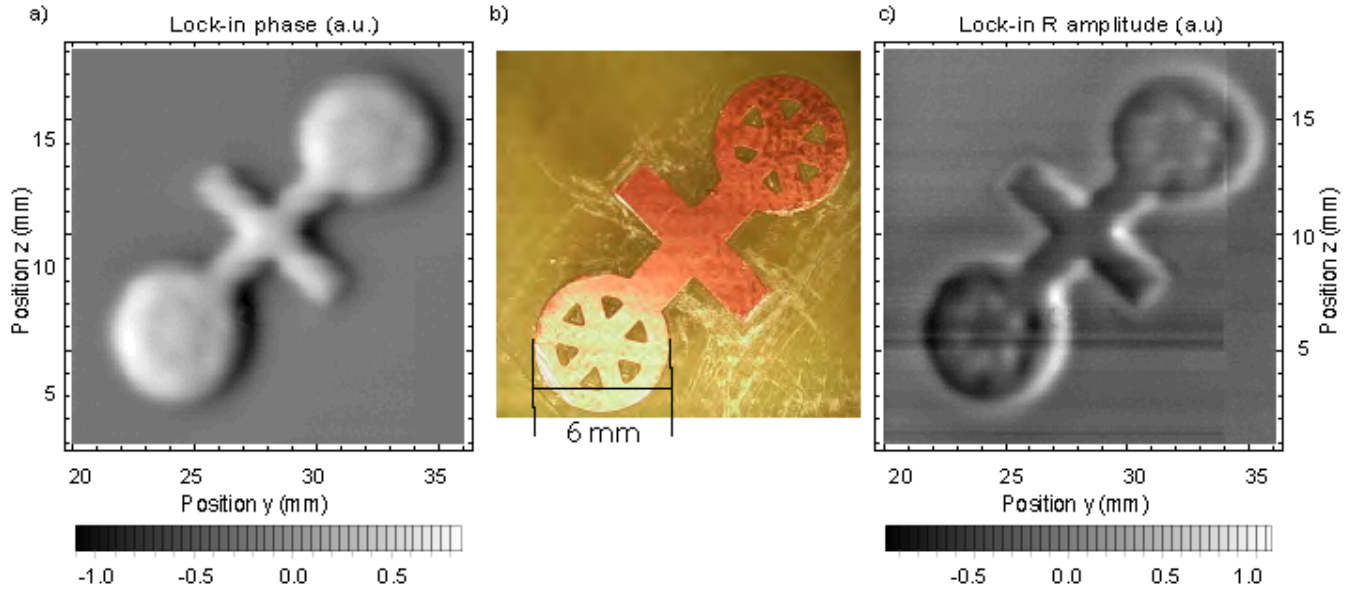 a)
Lock-in phase (a.u.)
15
10
5
Position z (mm)
20 25 30 35
Position y (mm)
-1.0 -0.5 0.0 0.5
b)
6 mm
c)
Lock-in R amplitude (a.u)
15
10
5
Position z (mm)
20 25 30 35
Position y (mm)
-0.5 0.0 0.5 1.0